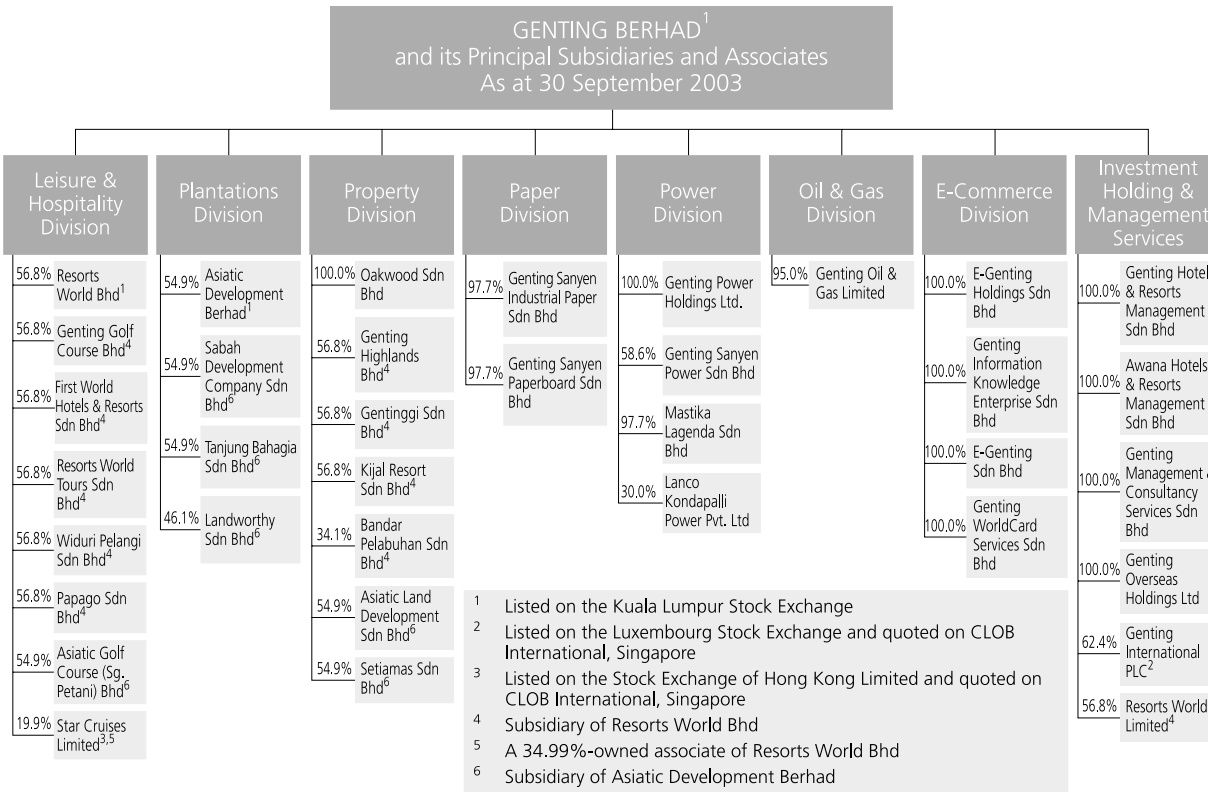 GENTING BERHAD1
and its Principal Subsidiaries and Associates
As at 30 September 2003
Leisure &
Hospitality
Division
56.8% Resorts
World Bhd1
56.8% Genting Golf
Course Bhd4
56.8% First World
Hotels & Resorts
Sdn Bhd4
56.8% Resorts World
Tours Sdn
Bhd4
56.8% Widuri Pelangi
Sdn Bhd4
56.8% Papago Sdn
Bhd4
54.9% Asiatic Golf
Course (Sg.
Petani) Bhd6
19.9% Star Cruises
Limited3,5
Plantations
Division
54.9% Asiatic
Development
Berhad1
54.9% Sabah
Development
Company Sdn
Bhd6
54.9% Tanjung Bahagia
Sdn Bhd6
46.1% Landworthy
Sdn Bhd6
Property
Division
100.0% Oakwood Sdn
Bhd
56.8% Genting
Highlands
Bhd4
56.8% Gentinggi Sdn
Bhd4
56.8% Kijal Resort
Sdn Bhd4
34.1% Bandar
Pelabuhan Sdn
Bhd4
54.9% Asiatic Land
Development
Sdn Bhd6
54.9% Setiamas Sdn
Bhd6
Paper
Division
97.7% Genting Sanyen
Industrial Paper
Sdn Bhd
97.7% Genting Sanyen
Paperboard Sdn
Bhd
Power
Division
100.0% Genting Power
Holdings Ltd.
58.6% Genting Sanyen
Power Sdn Bhd
97.7% Mastika
Lagenda Sdn
Bhd
30.0% Lanco
Kondapalli
Power Pvt. Ltd
Oil & Gas
Division
95.0% Genting Oil &
Gas Limited
E-Commerce
Division
100.0% E-Genting
Holdings Sdn
Bhd
100.0% Genting
Information
Knowledge
Enterprise Sdn
Bhd
100.0% E-Genting
Sdn Bhd
100.0% Genting
WorldCard
Services Sdn
Bhd
Investment
Holding &
Management
Services
100.0% Genting Hotel
& Resorts
Management
Sdn Bhd
100.0% Awana Hotels
& Resorts
Management
Sdn Bhd
100.0% Genting
Management &
Consultancy
Services Sdn
Bhd
100.0% Genting
Overseas
Holdings Ltd
62.4% Genting
International
PLC2
56.8% Resorts World
Limited4
1 Listed on the Kuala Lumpur Stock Exchange
2 Listed on the Luxembourg Stock Exchange and quoted on CLOB
International, Singapore
3 Listed on the Stock Exchange of Hong Kong Limited and quoted on
CLOB International, Singapore
4 Subsidiary of Resorts World Bhd
5 A 34.99%-owned associate of Resorts World Bhd
6 Subsidiary of Asiatic Development Berhad